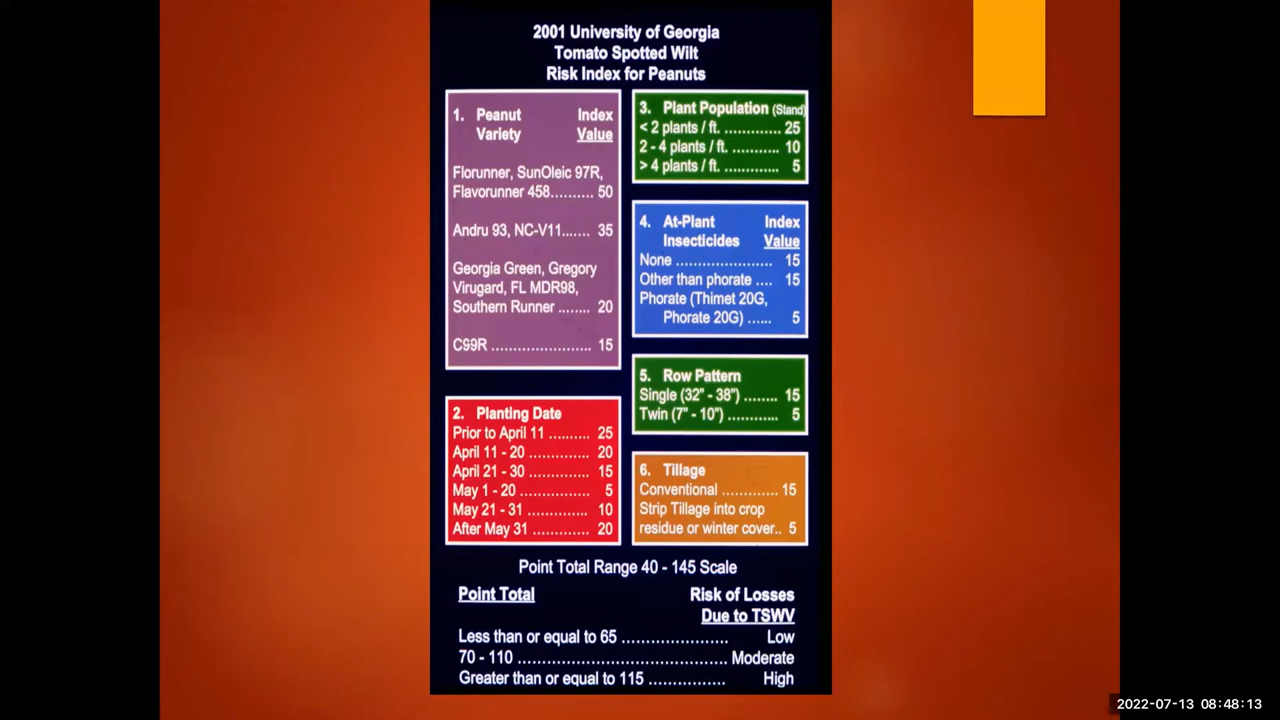 2001 University of Georgia
Tomato Spotted Wilt
Risk Index for Peanuts
1. Peanut Index
Variety Value
Florunner, SunOleic 97R,
Flavorunner 458.......... 50
Andru 93, NC-V11....... 35
Georgia Green, Gregory
Virugard, FL MDR98,
Southern Runner ........ 20
C99R ......................... 15
2. Planting Date
Prior to April 11 .......... 25
April 11 - 20 ............... 20
April 21 - 30 ............... 15
May 1 - 20 ................. 5
May 21 - 31 ............... 10
After May 31 ............. 20
3. Plant Population (Stand)
< 2 plants / ft. ............. 25
2 - 4 plants / ft. ........... 10
> 4 plants / ft. ............. 5
4. At-Plant Index
Insecticides Value
None ........................ 15
Other than phorate .... 15
Phorate (Thimet 20G,
Phorate 20G) ...... 5
5. Row Pattern
Single (32" - 38") ........ 15
Twin (7" - 10") ............ 5
6. Tillage
Conventional ............. 15
Strip Tillage into crop
residue or winter cover.. 5
Point Total Range 40 - 145 Scale
Point Total Risk of Losses
Due to TSWV
Less than or equal to 65 ...................... Low
70 - 110 ........................................... Moderate
Greater than or equal to 115 ................ High
2022-07-13 08:48:13